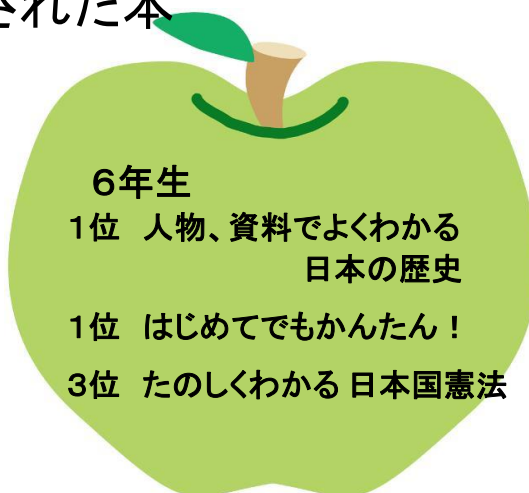 された本
６年生
１位　人物、資料でよくわかる
日本の歴史
１位　はじめてでもかんたん！
３位　たのしくわかる 日本国憲法